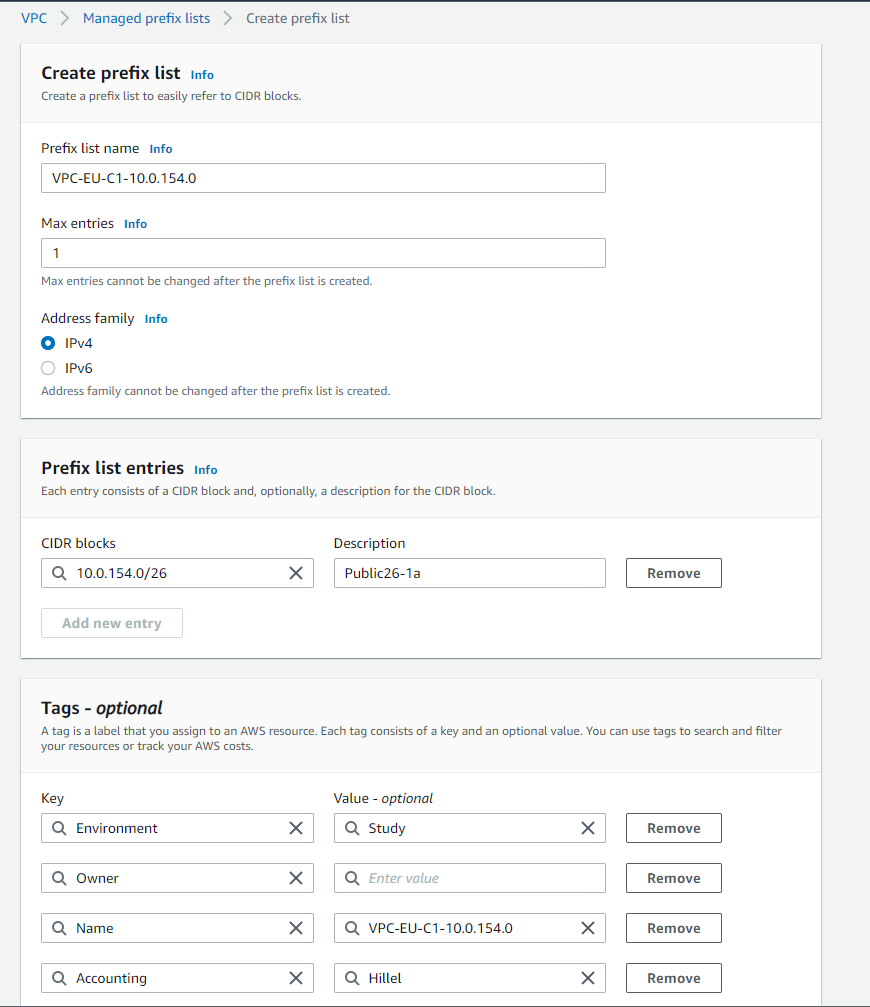 VPC > Managed prefix lists > Create prefix list
Create prefix list Info
Create a prefix list to easily refer to CIDR blocks.
Prefix list name Info
VPC-EU-C1-10.0.154.0
Max entries Info
1
Max entries cannot be changed after the prefix list is created.
Address family Info
IPv4
IPv6
Address family cannot be changed after the prefix list is created.
Prefix list entries Info
Each entry consists of a CIDR block and, optionally, a description for the CIDR block.
CIDR blocks Description
10.0.154.0/26 Public26-1a Remove
Add new entry
Tags - optional
A tag is a label that you assign to an AWS resource. Each tag consists of a key and an optional value. You can use tags to search and filter
your resources or track your AWS costs.
Key Value - optional
Environment Study Remove
Owner Enter value Remove
Name VPC-EU-C1-10.0.154.0 Remove
Accounting Hillel Remove